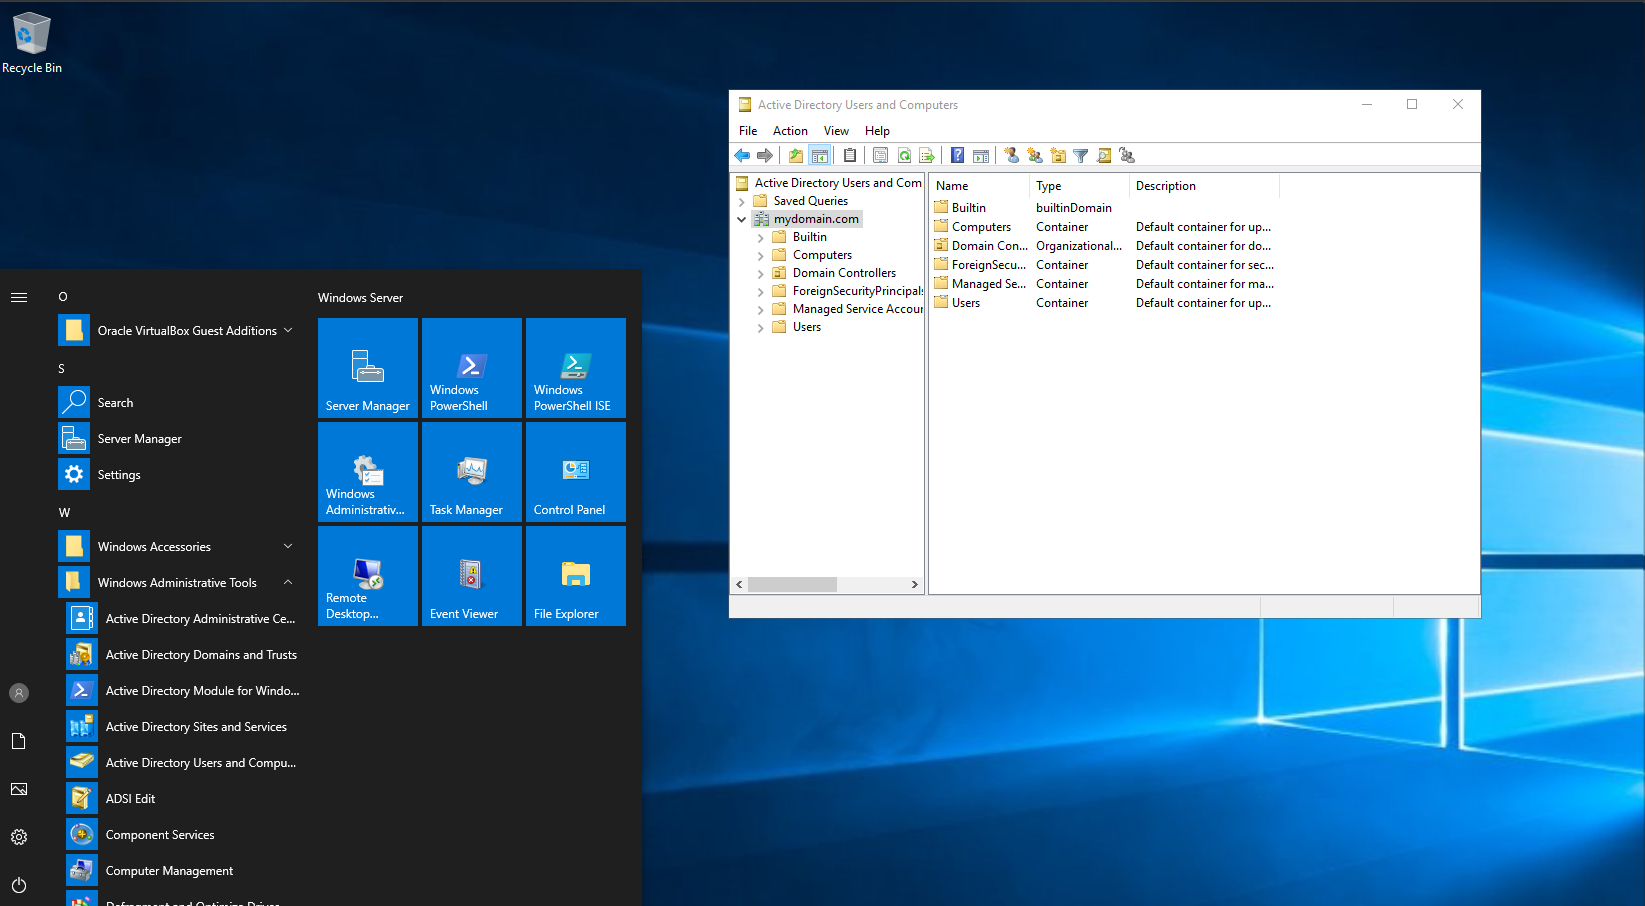 Recycle Bin
O
Oracle VirtualBox Guest Additions
S
Search
Server Manager
Settings
W
Windows Accessories
Windows Administrative Tools
Active Directory Administrative Ce...
Active Directory Domains and Trusts
Active Directory Module for Windo...
Active Directory Sites and Services
Active Directory Users and Compu...
ADSI Edit
Component Services
Computer Management
Defragment and Optimize Drives
Windows Server
Server Manager
Windows
PowerShell
Windows
PowerShell ISE
Windows
Administrativ...
Task Manager
Control Panel
Remote
Desktop...
Event Viewer
File Explorer
Active Directory Users and Computers
File Action View Help
Active Directory Users and Com
Saved Queries
mydomain.com
Builtin
Computers
Domain Controllers
ForeignSecurityPrincipals
Managed Service Accour
Users
Name Type Description
Builtin builtinDomain
Computers Container Default container for up...
Domain Con... Organizational... Default container for do...
ForeignSecu... Container Default container for sec...
Managed Se... Container Default container for ma...
Users Container Default container for up...